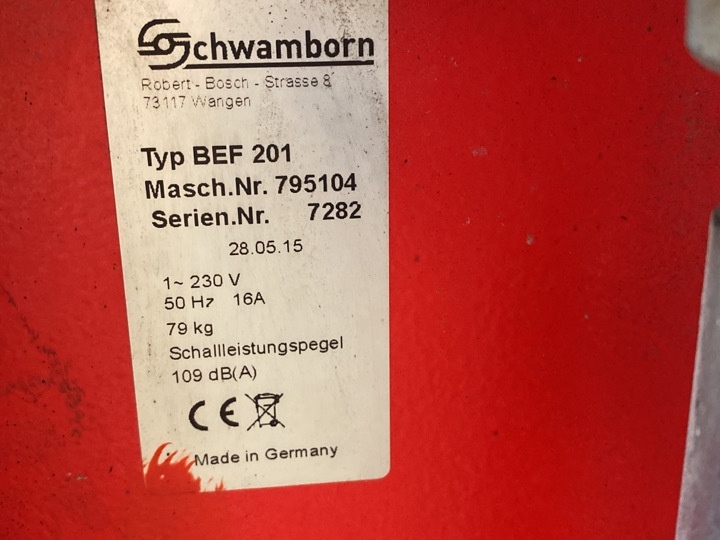 Schwamborn
Robert - Bosch - Strasse 8
73117 Wangen
Typ BEF 201
Masch.Nr. 795104
Serien.Nr. 7282
28.05.15
1~ 230 V
50 Hz 16A
79 kg
Schallleistungspegel
109 dB(A)
CE
Made in Germany